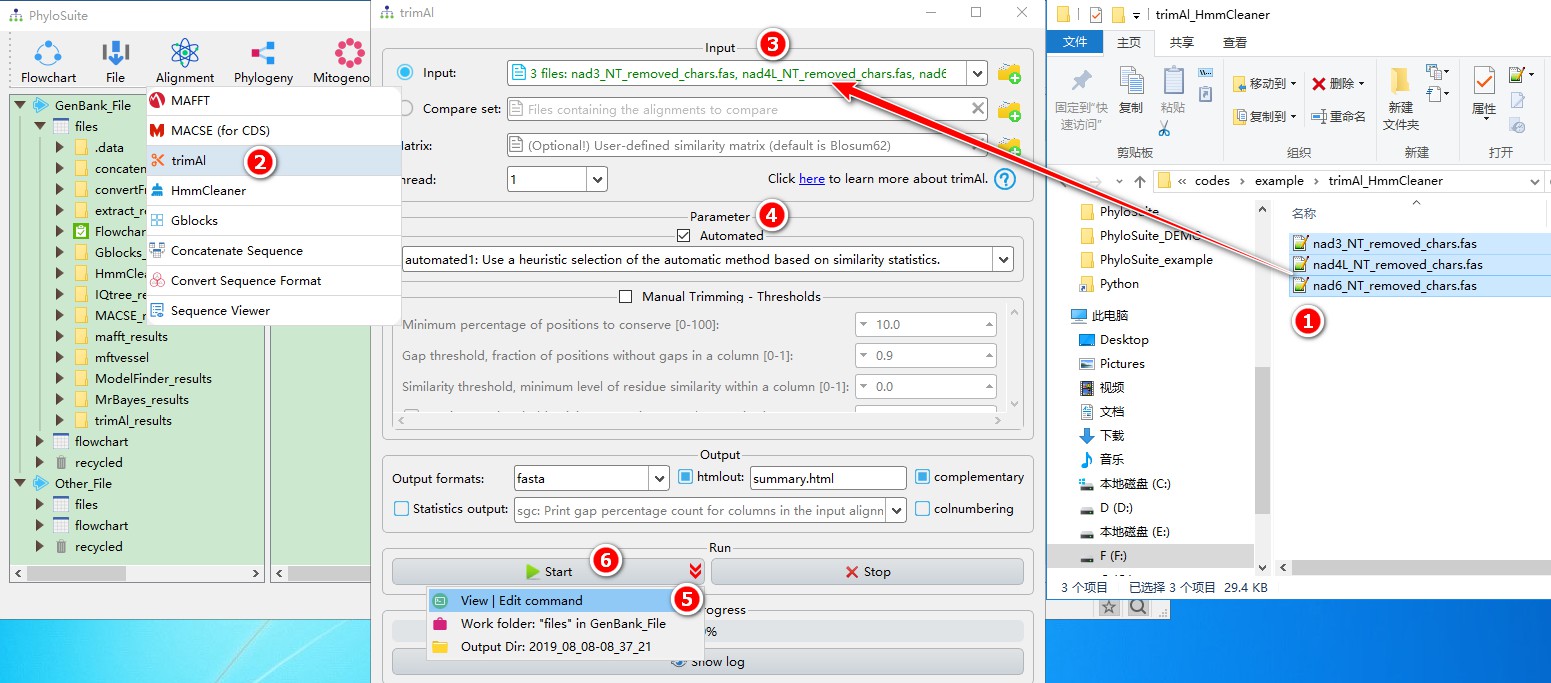 PhyloSuite
Flowchart File Alignment Phylogeny Mitogeno
MAFFT
MACSE (for CDS)
trimAl
2
HmmCleaner
Gblocks
Concatenate Sequence
Convert Sequence Format
Sequence Viewer
GenBank_File
files
.data
concaten
convertF
extract_re
Flowchar
Gblocks_
HmmClea
IQtree_re
MACSE_r
mafft_results
mftvessel
ModelFinder_results
MrBayes_results
trimAl_results
flowchart
recycled
Other_File
files
flowchart
recycled
trimAl
Input
3
Input:
3 files: nad3_NT_removed_chars.fas, nad4L_NT_removed_chars.fas, nad6
Compare set:
Files containing the alignments to compare
latrix:
(Optional!) User-defined similarity matrix (default is Blosum62)
hread:
1
Click here to learn more about trimAl.
?
Parameter
4
Automated
automated1: Use a heuristic selection of the automatic method based on similarity statistics.
Manual Trimming - Thresholds
Minimum percentage of positions to conserve [0-100]:
10.0
Gap threshold, fraction of positions without gaps in a column [0-1]:
0.9
Similarity threshold, minimum level of residue similarity within a column [0-1]:
0.0
Output
Output formats:
fasta
htmlout:
summary.html
complementary
Statistics output:
sgc: Print gap percentage count for columns in the input alignn
colnumbering
Run
Start
6
Stop
View | Edit command
5
Work folder: "files" in GenBank_File
Output Dir: 2019_08_08-08_37_21
ogress
%
Show log
trimAl_HmmCleaner
文件 主页 共享 查看
固定到"快
速访问"
复制
粘贴
剪贴板
移动到
复制到
删除
重命名
组织
新建
文件夹
新建
属性
打开
« codes › example › trimAl_HmmCleaner
PhyloSuite
PhyloSuite_DEMO
PhyloSuite_example
Python
此电脑
Desktop
Pictures
视频
文档
下载
音乐
本地磁盘 (C:)
D (D:)
本地磁盘 (E:)
F (F:)
名称
nad3_NT_removed_chars.fas
nad4L_NT_removed_chars.fas
nad6_NT_removed_chars.fas
1
3 个项目 已选择 3 个项目 29.4 KB